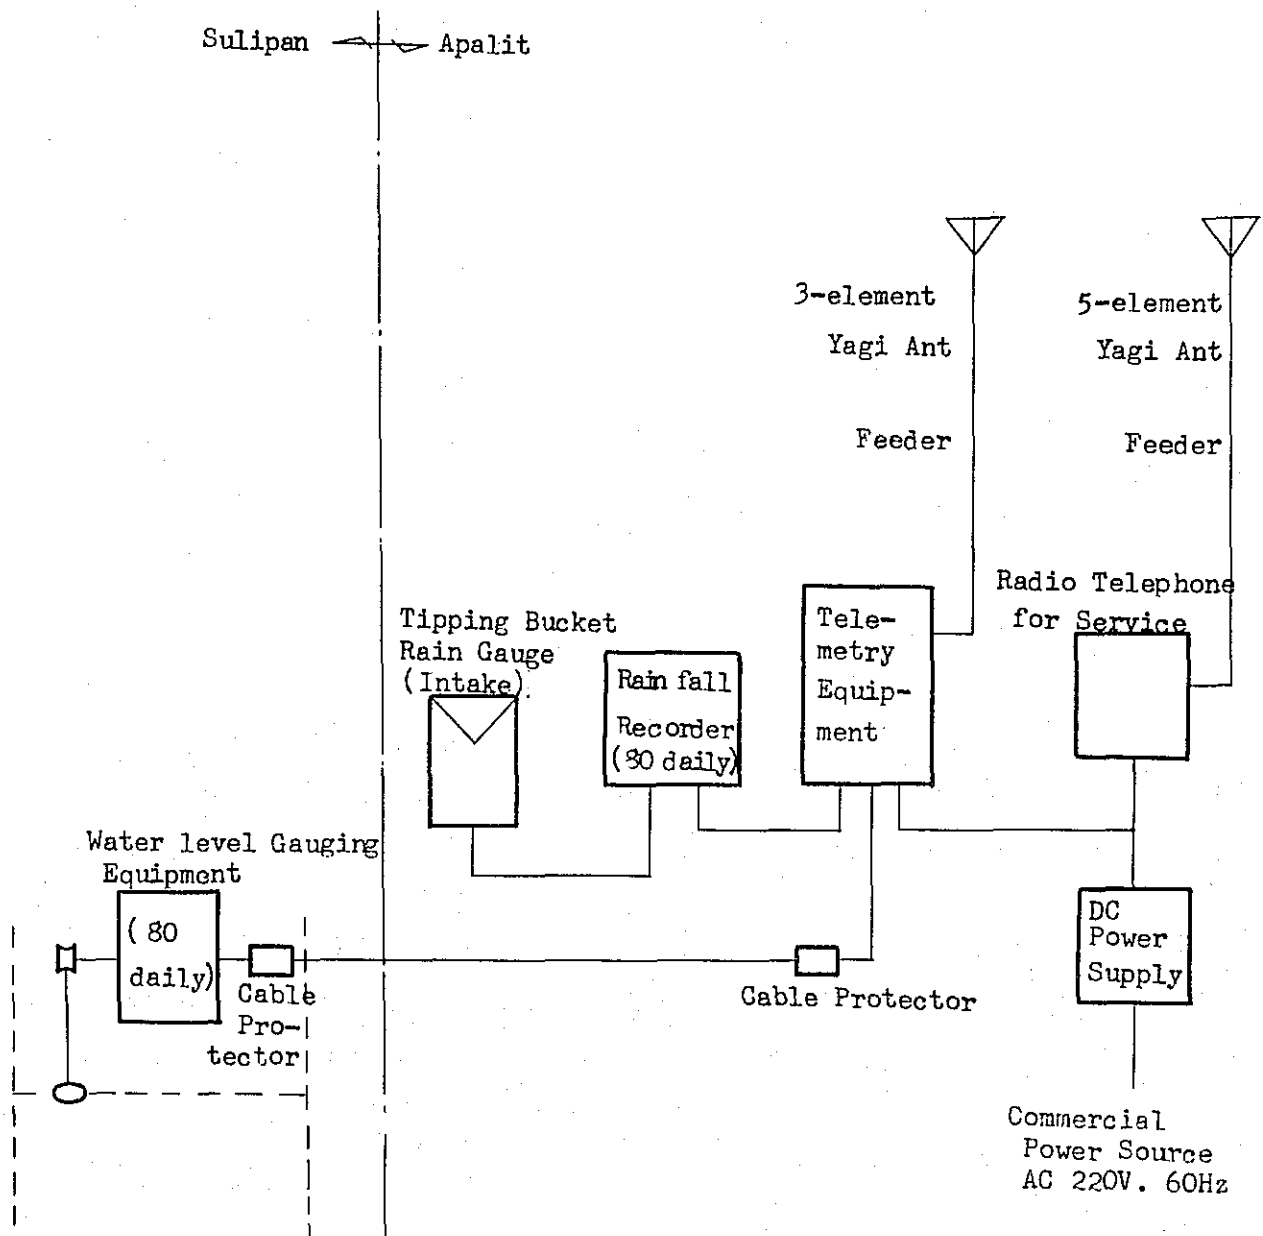 Sulipan Apalit
3-element
Yagi Ant
Feeder
5-element
Yagi Ant
Feeder
Radio Telephone
for Service
Tele-
metry
Equip-
ment
Tipping Bucket
Rain Gauge
(Intake)
Rain fall
Recorder
(80 daily)
Water level Gauging
Equipment
(80
daily)
Cable
Pro-
tector
Cable Protector
DC
Power
Supply
Commercial
Power Source
AC 220V. 60Hz